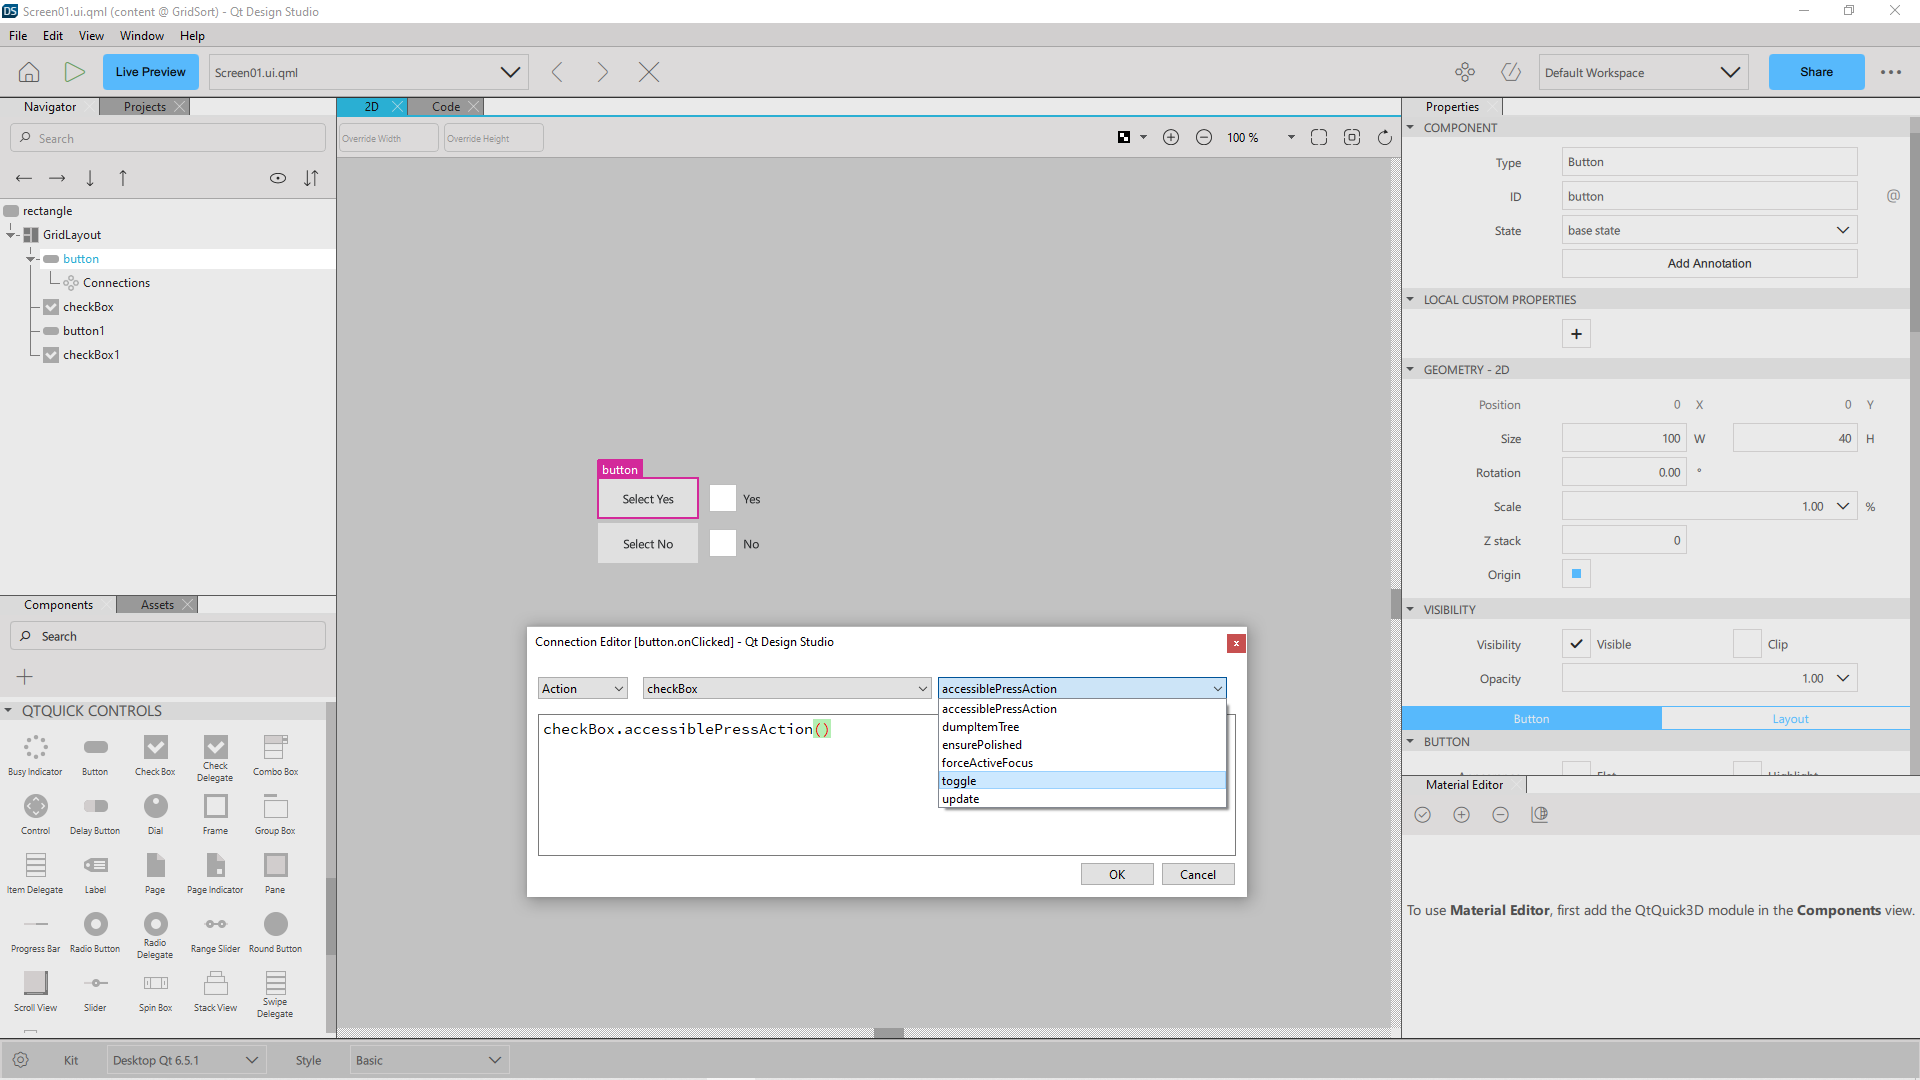 Screen01.ui.qml (content @ GridSort) - Qt Design Studio
File Edit View Window Help
Live Preview
Screen01.ui.qml
Default Workspace
Share
Navigator
Projects
2D
Code
Properties
Search
Override Width
Override Height
100 %
COMPONENT
Type
Button
ID
button
@
State
base state
Add Annotation
rectangle
GridLayout
button
Connections
checkBox
button1
checkBox1
LOCAL CUSTOM PROPERTIES
GEOMETRY - 2D
Position
0 X
0 Y
Size
100 W
40 H
Rotation
0.00 °
Scale
1.00 %
Z stack
0
Origin
VISIBILITY
Visibility
Visible
Clip
Opacity
1.00
Button
Layout
BUTTON
button
Select Yes
Yes
Select No
No
Components
Assets
Search
QTQUICK CONTROLS
Busy Indicator
Button
Check Box
Check Delegate
Combo Box
Control
Delay Button
Dial
Frame
Group Box
Item Delegate
Label
Page
Page Indicator
Pane
Progress Bar
Radio Button
Radio Delegate
Range Slider
Round Button
Scroll View
Slider
Spin Box
Stack View
Swipe Delegate
Connection Editor [button.onClicked] - Qt Design Studio
x
Action
checkBox
accessiblePressAction
checkBox.accessiblePressAction()
accessiblePressAction
dumpItemTree
ensurePolished
forceActiveFocus
toggle
update
OK
Cancel
Material Editor
To use Material Editor, first add the QtQuick3D module in the Components view.
Kit
Desktop Qt 6.5.1
Style
Basic